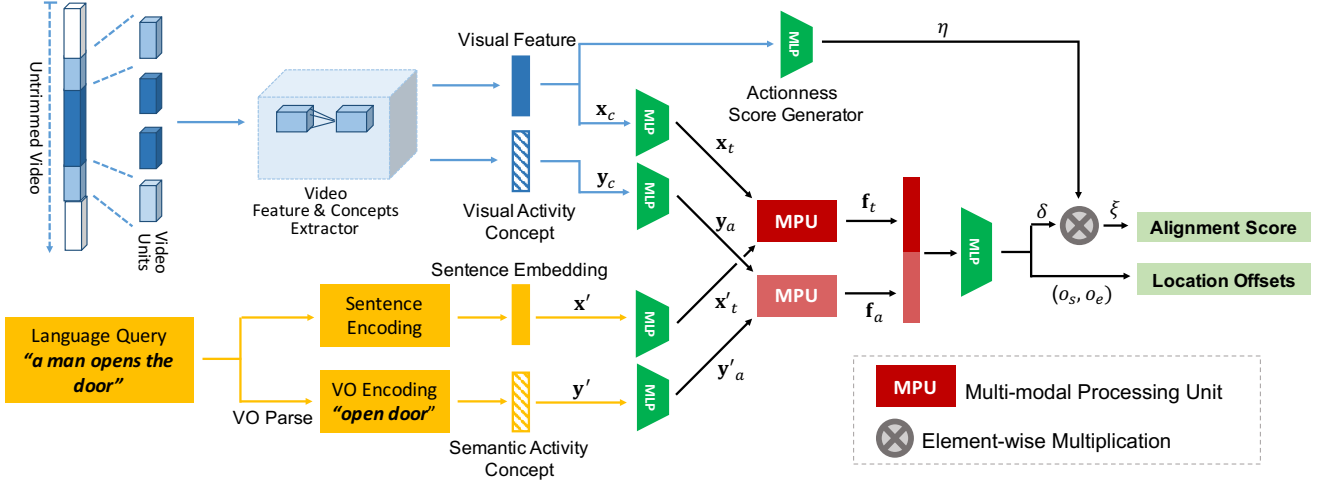 Untrimmed Video
Video
Units
Video
Feature & Concepts
Extractor
Visual Feature
Visual Activity
Concept
x_c
y_c
MLP
MLP
MLP
Actionness
Score Generator
η
x_t
y_a
x'_t
y'_a
MPU
MPU
f_t
f_a
MLP
δ
ξ
(o_s, o_e)
Alignment Score
Location Offsets
Language Query
“a man opens the
door”
VO Parse
Sentence
Encoding
VO Encoding
“open door”
Sentence Embedding
Semantic Activity
Concept
x'
y'
MLP
MLP
MPU
Multi-modal Processing Unit
Element-wise Multiplication